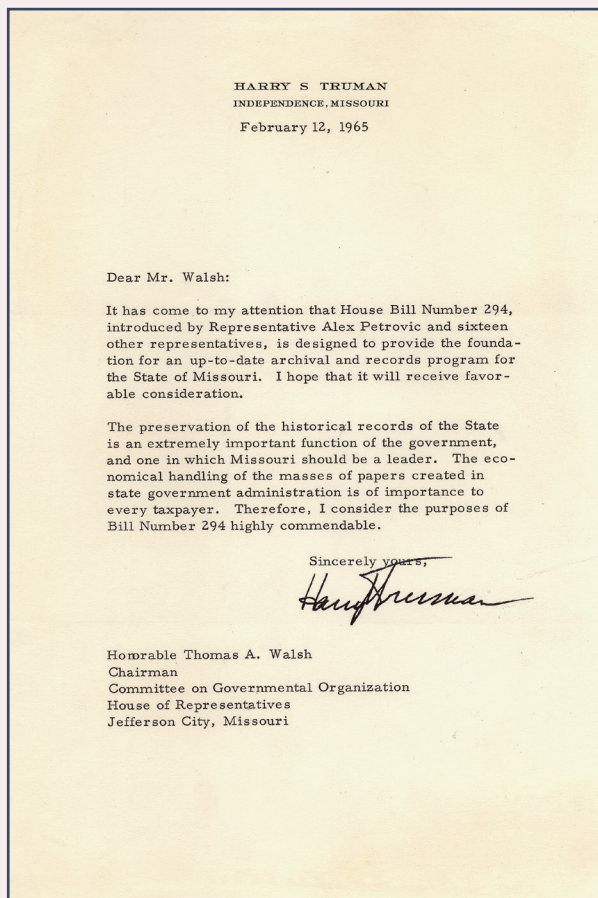 HARRY S TRUMAN
INDEPENDENCE, MISSOURI
February 12, 1965
Dear Mr. Walsh:
It has come to my attention that House Bill Number 294,
introduced by Representative Alex Petrovic and sixteen
other representatives, is designed to provide the founda-
tion for an up-to-date archival and records program for
the State of Missouri. I hope that it will receive favor-
able consideration.
The preservation of the historical records of the State
is an extremely important function of the government,
and one in which Missouri should be a leader. The eco-
nomical handling of the masses of papers created in
state government administration is of importance to
every taxpayer. Therefore, I consider the purposes of
Bill Number 294 highly commendable.
Sincerely yours,
Harry Truman
Honorable Thomas A. Walsh
Chairman
Committee on Governmental Organization
House of Representatives
Jefferson City, Missouri